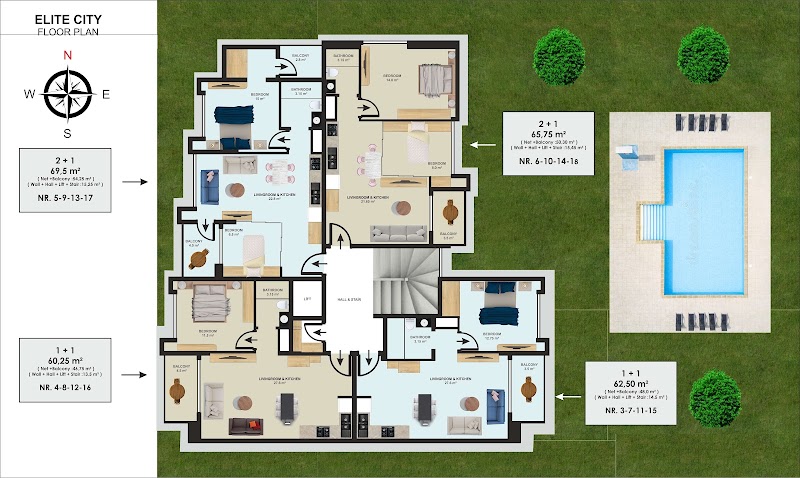 ELITE CITY
FLOOR PLAN
N
W
E
S
2 + 1
69,5 m²
( Net +Balcony :54,25 m² )
( Wall + Hall + Lift + Stair :15,25 m² )
NR. 5-9-13-17
1 + 1
60,25 m²
( Net +Balcony :46,75 m² )
( Wall + Hall + Lift + Stair :13,5 m² )
NR. 4-8-12-16
2 + 1
65,75 m²
( Net +Balcony :50,30 m² )
( Wall + Hall + Lift + Stair :15,45 m² )
NR. 6-10-14-18
1 + 1
62,50 m²
( Net +Balcony :48,0 m² )
( Wall + Hall + Lift + Stair :14,5 m² )
NR. 3-7-11-15
BALCONY
BATHROOM
BEDROOM
LIVINGROOM & KITCHEN
BEDROOM
BALCONY
BATHROOM
BEDROOM
BEDROOM
LIVINGROOM & KITCHEN
BALCONY
LIFT
HALL & STAIR
BATHROOM
BEDROOM
BALCONY
LIVINGROOM & KITCHEN
BATHROOM
BEDROOM
BALCONY
LIVINGROOM & KITCHEN